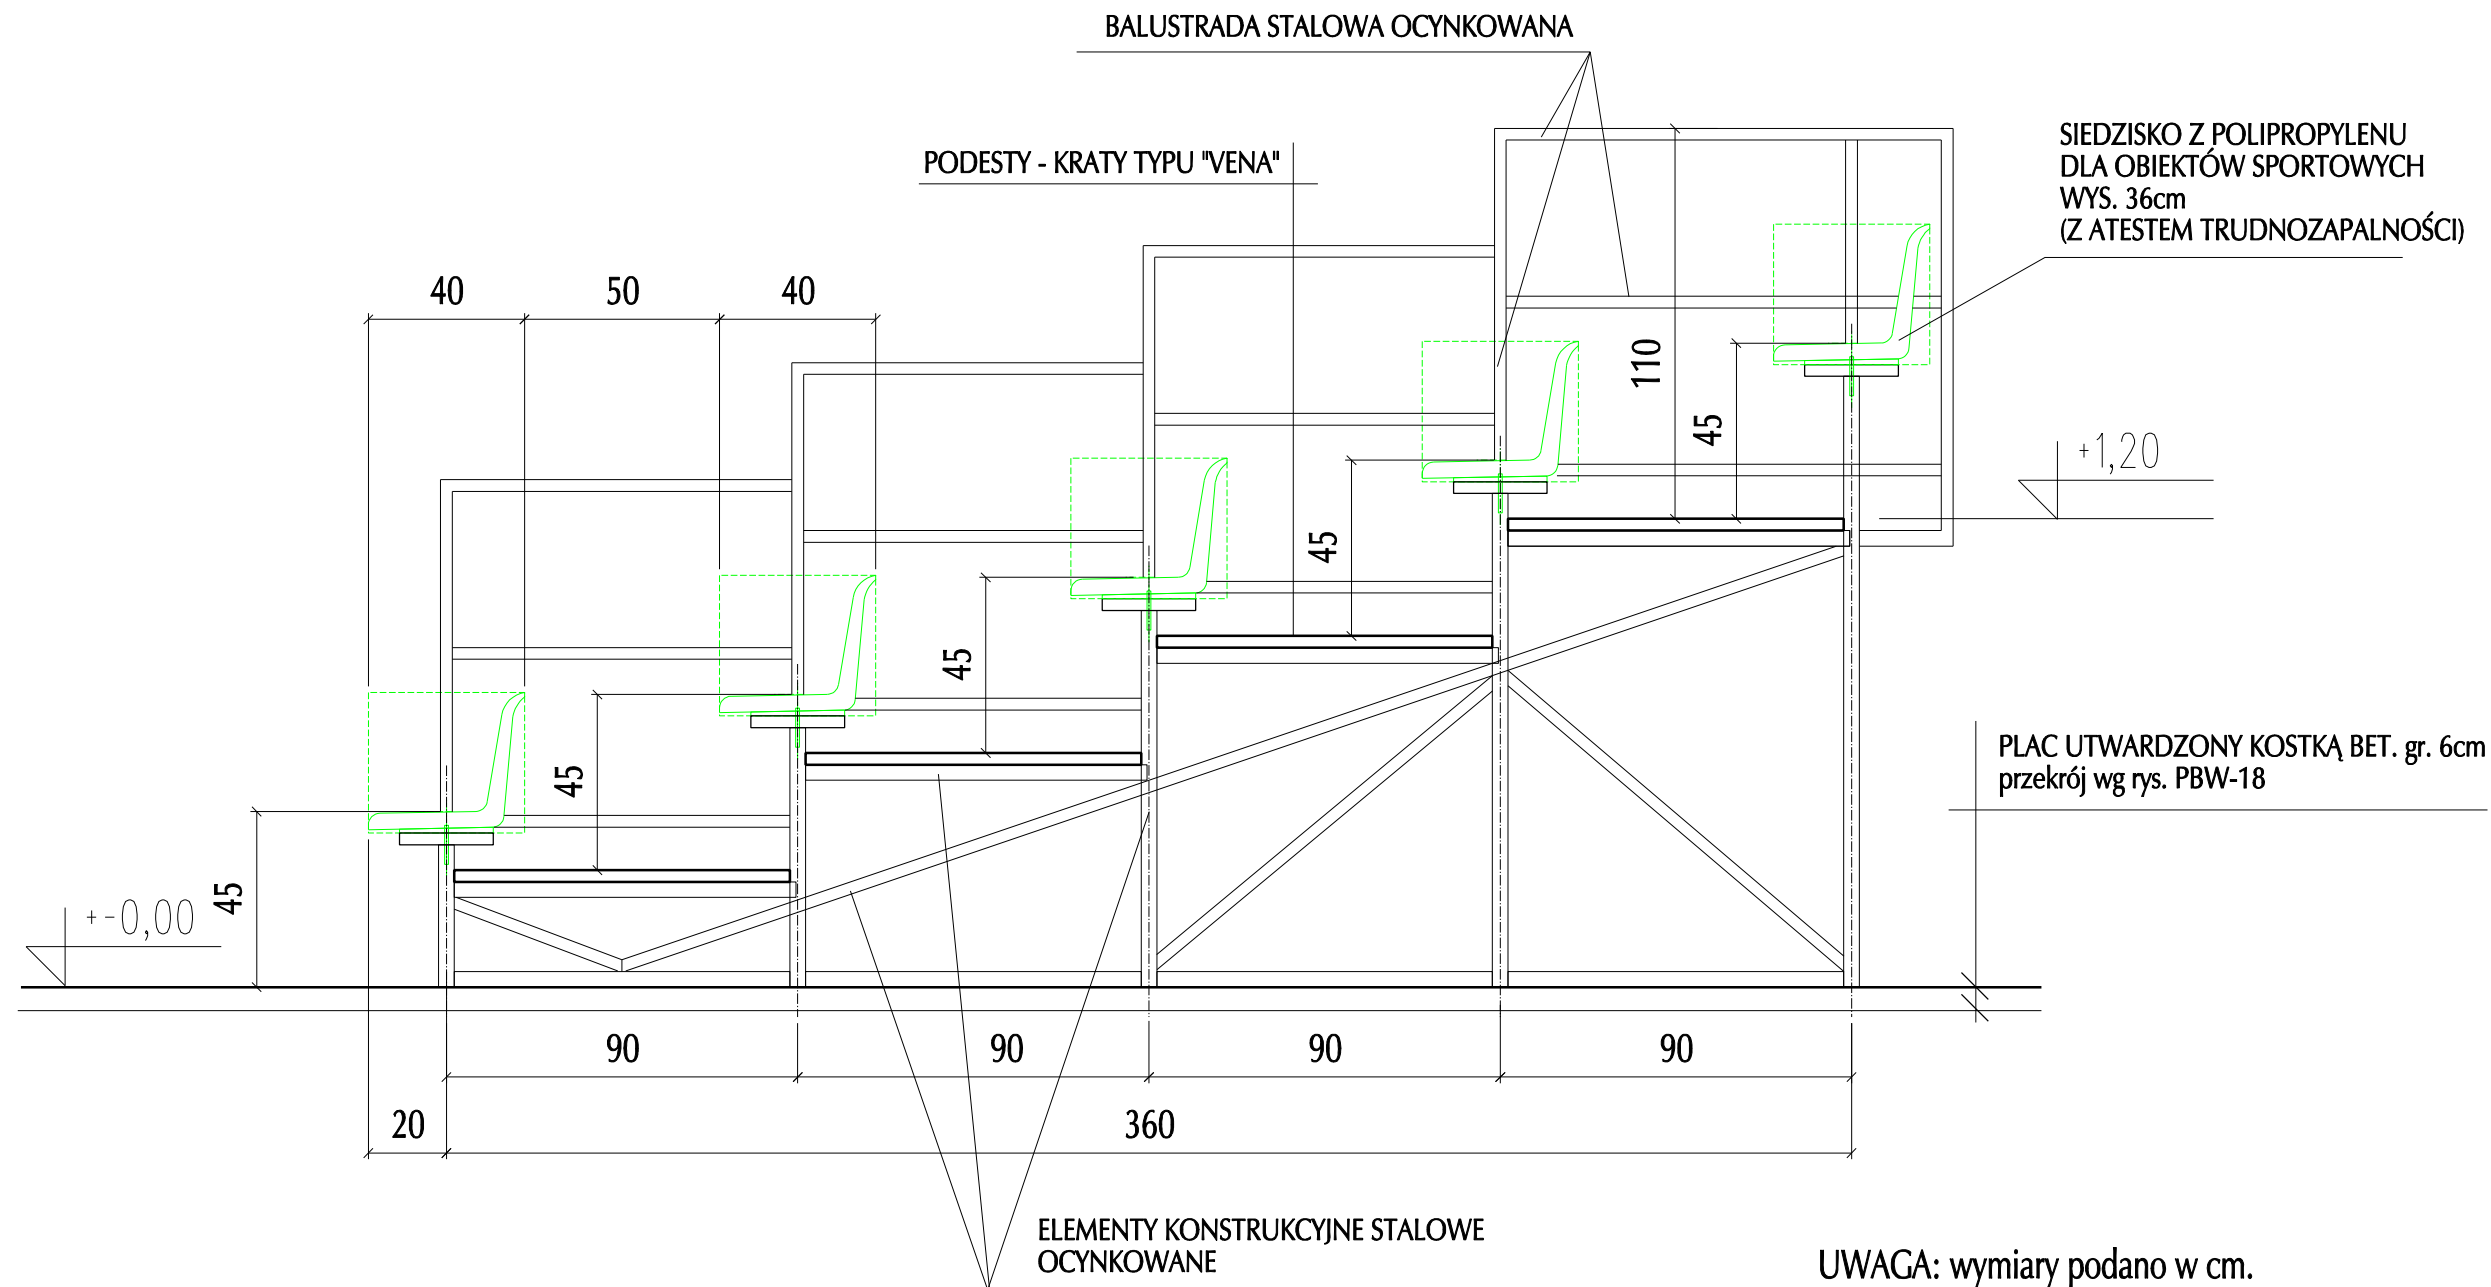 BALUSTRADA STALOWA OCYNKOWANA
PODESTY - KRATY TYPU "VENA"
SIEDZISKO Z POLIPROPYLENU
DLA OBIEKTÓW SPORTOWYCH
WYS. 36cm
(Z ATESTEM TRUDNOZAPALNOŚCI)
40
50
40
110
45
45
45
45
45
+1,20
+-0,00
PLAC UTWARDZONY KOSTKĄ BET. gr. 6cm
przekrój wg rys. PBW-18
90
90
90
90
20
360
ELEMENTY KONSTRUKCYJNE STALOWE
OCYNKOWANE
UWAGA: wymiary podano w cm.